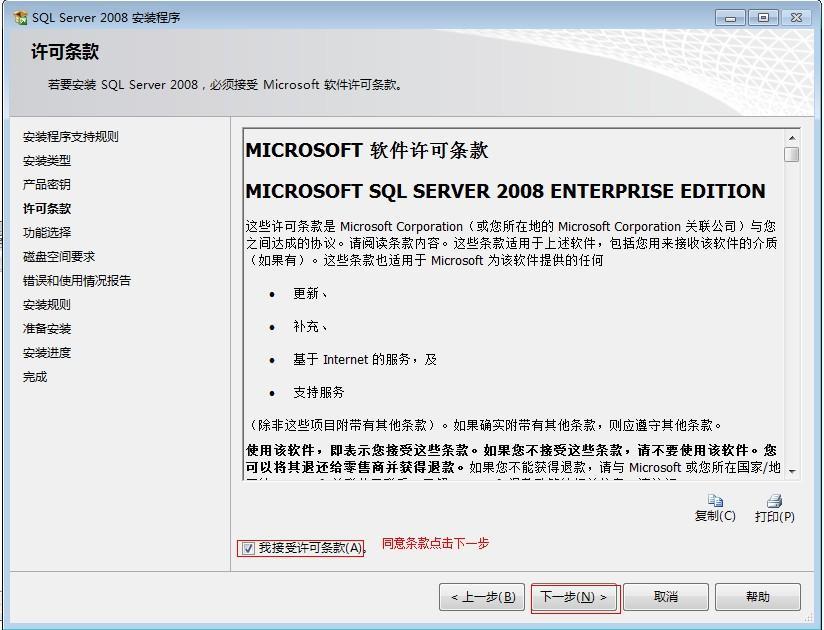 SQL Server 2008 安装程序
许可条款
若要安装 SQL Server 2008，必须接受 Microsoft 软件许可条款。
安装程序支持规则
安装类型
产品密钥
许可条款
功能选择
磁盘空间要求
错误和使用情况报告
安装规则
准备安装
安装进度
完成
MICROSOFT 软件许可条款
MICROSOFT SQL SERVER 2008 ENTERPRISE EDITION
这些许可条款是 Microsoft Corporation（或您所在地的 Microsoft Corporation 关联公司）与您
之间达成的协议。请阅读条款内容。这些条款适用于上述软件，包括您用来接收该软件的介质
（如果有）。这些条款也适用于 Microsoft 为该软件提供的任何
• 更新、
• 补充、
• 基于 Internet 的服务，及
• 支持服务
（除非这些项目附带有其他条款）。如果确实附带有其他条款，则应遵守其他条款。
使用该软件，即表示您接受这些条款。如果您不接受这些条款，请不要使用该软件。您
可以将其退还给零售商并获得退款。如果您不能获得退款，请与 Microsoft 或您所在国家/地
复制(C) 打印(P)
我接受许可条款(A)。 同意条款点击下一步
< 上一步(B) 下一步(N) > 取消 帮助